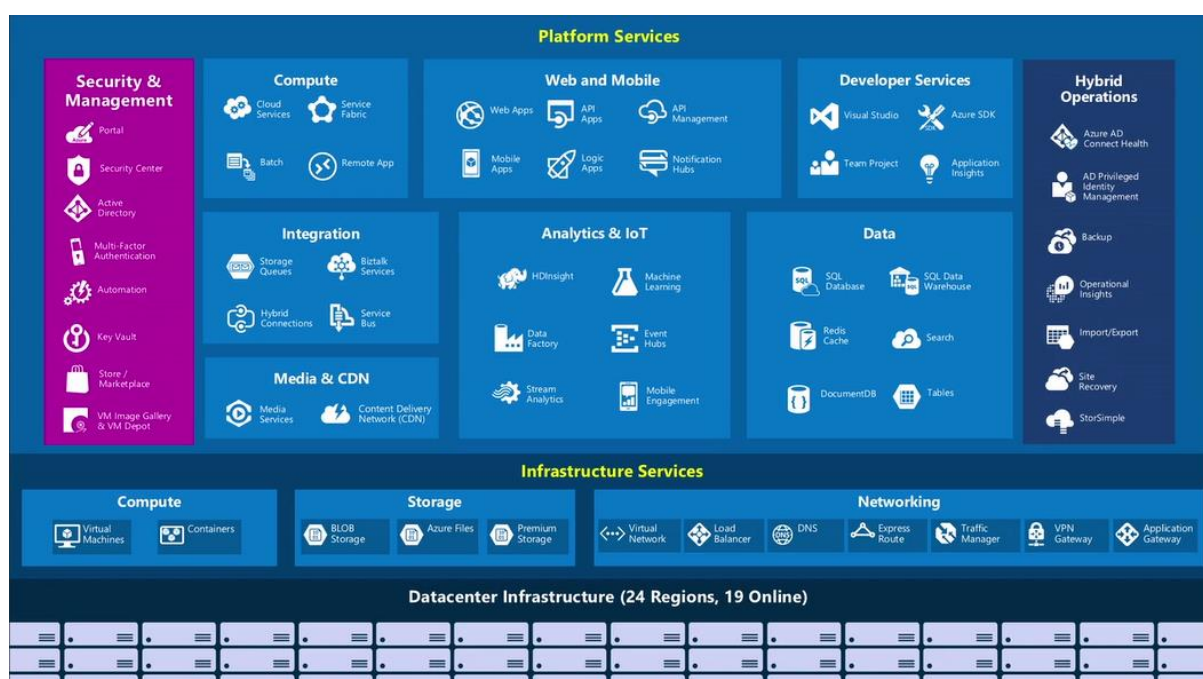 Platform Services
Security &
Management
Portal
Security Center
Active
Directory
Multi-Factor
Authentication
Automation
Key Vault
Store /
Marketplace
VM Image Gallery
& VM Depot
Compute
Cloud
Services
Service
Fabric
Batch
Remote App
Web and Mobile
Web Apps
API
Apps
API
Management
Mobile
Apps
Logic
Apps
Notification
Hubs
Developer Services
Visual Studio
SDK
Azure SDK
Team Project
Application
Insights
Integration
Storage
Queues
Biztalk
Services
Hybrid
Connections
Service
Bus
Media & CDN
Media
Services
Content Delivery
Network (CDN)
Analytics & IoT
HDInsight
Machine
Learning
Data
Factory
Event
Hubs
Stream
Analytics
Mobile
Engagement
Data
SQL
SQL
Database
SQL
SQL Data
Warehouse
Redis
Cache
Search
DocumentDB
Tables
Hybrid
Operations
Azure AD
Connect Health
AD Privileged
Identity
Management
Backup
Operational
Insights
Import/Export
Site
Recovery
StorSimple
Infrastructure Services
Compute
Virtual
Machines
Containers
Storage
BLOB
Storage
Azure Files
Premium
Storage
Networking
Virtual
Network
Load
Balancer
DNS
DNS
Express
Route
Traffic
Manager
VPN
Gateway
Application
Gateway
Datacenter Infrastructure (24 Regions, 19 Online)